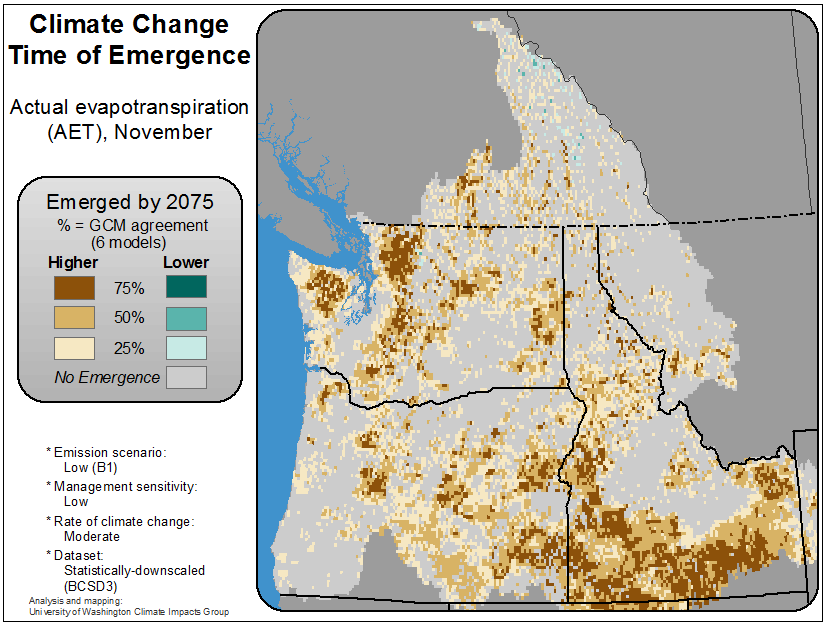 Climate Change
Time of Emergence
Actual evapotranspiration
(AET), November
Emerged by 2075
% = GCM agreement
(6 models)
Higher Lower
75%
50%
25%
No Emergence
* Emission scenario:
Low (B1)
* Management sensitivity:
Low
* Rate of climate change:
Moderate
* Dataset:
Statistically-downscaled
(BCSD3)
Analysis and mapping:
University of Washington Climate Impacts Group